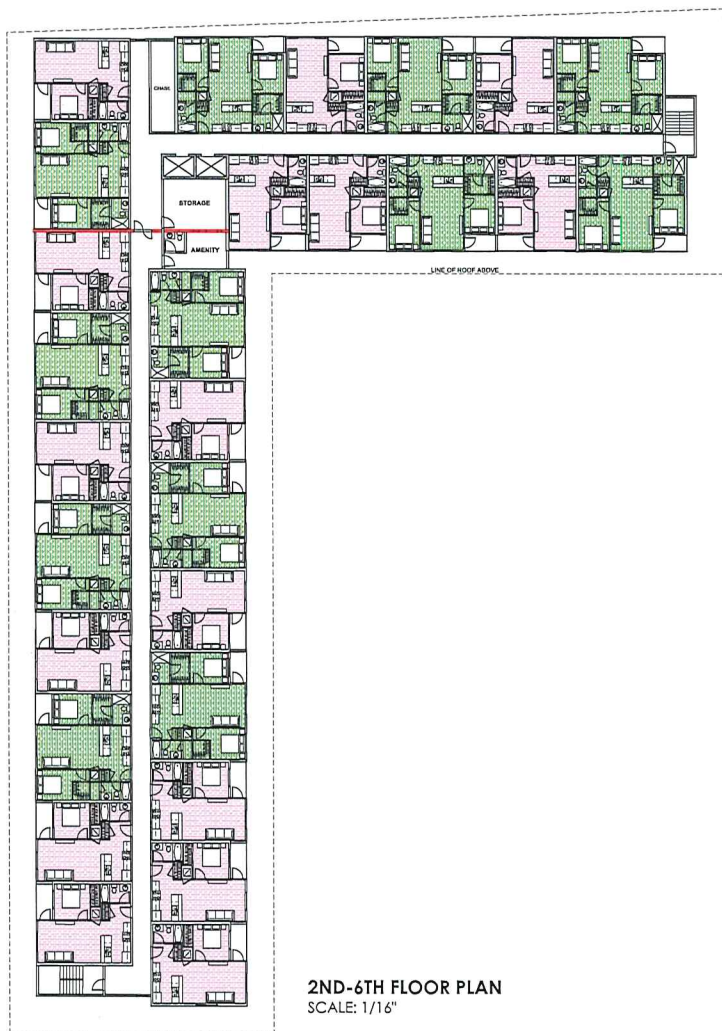 CHASE
STORAGE
AMENITY
LINE OF ROOF ABOVE
2ND-6TH FLOOR PLAN
SCALE: 1/16"